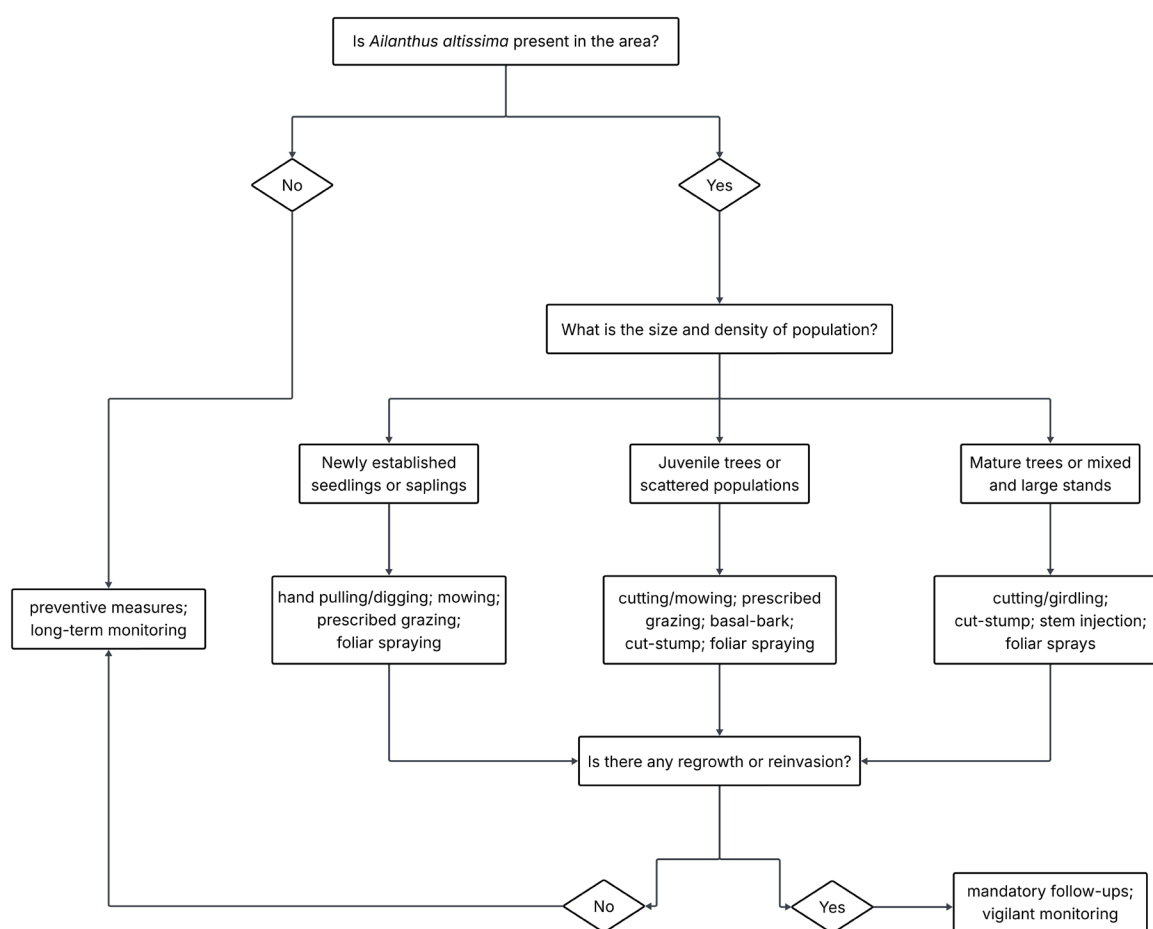 Is Ailanthus altissima present in the area?
No
Yes
What is the size and density of population?
Newly established
seedlings or saplings
Juvenile trees or
scattered populations
Mature trees or mixed
and large stands
preventive measures;
long-term monitoring
hand pulling/digging; mowing;
prescribed grazing;
foliar spraying
cutting/mowing; prescribed
grazing; basal-bark;
cut-stump; foliar spraying
cutting/girdling;
cut-stump; stem injection;
foliar sprays
Is there any regrowth or reinvasion?
No
Yes
mandatory follow-ups;
vigilant monitoring